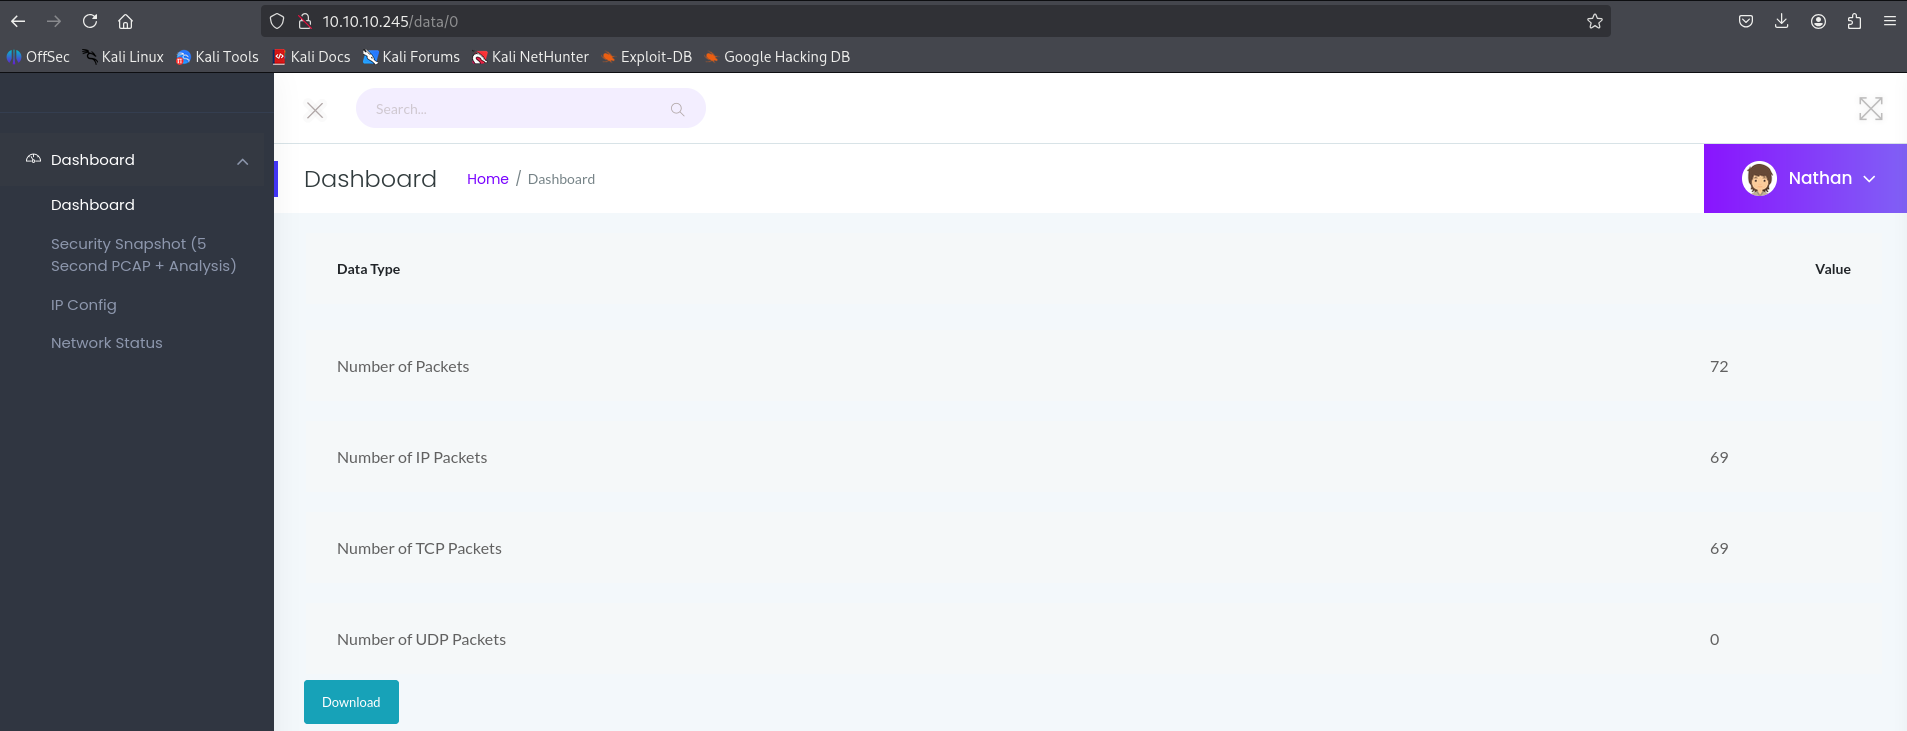 10.10.10.245/data/0
OffSec Kali Linux Kali Tools Kali Docs Kali Forums Kali NetHunter Exploit-DB Google Hacking DB
Search...
Dashboard
Dashboard
Security Snapshot (5
Second PCAP + Analysis)
IP Config
Network Status
Dashboard Home / Dashboard Nathan
Data Type Value
Number of Packets 72
Number of IP Packets 69
Number of TCP Packets 69
Number of UDP Packets 0
Download